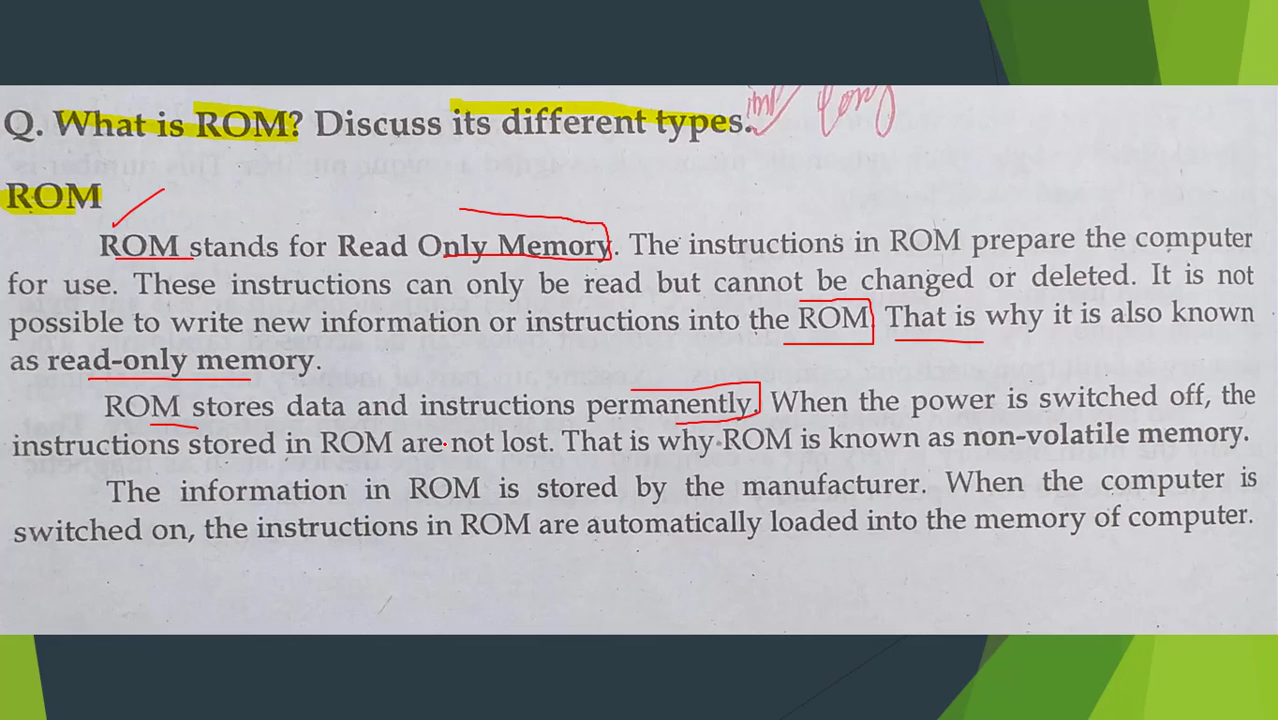 Q. What is ROM? Discuss its different types.
ROM
ROM stands for Read Only Memory. The instructions in ROM prepare the computer
for use. These instructions can only be read but cannot be changed or deleted. It is not
possible to write new information or instructions into the ROM. That is why it is also known
as read-only memory.
ROM stores data and instructions permanently. When the power is switched off, the
instructions stored in ROM are not lost. That is why ROM is known as non-volatile memory.
The information in ROM is stored by the manufacturer. When the computer is
switched on, the instructions in ROM are automatically loaded into the memory of computer.